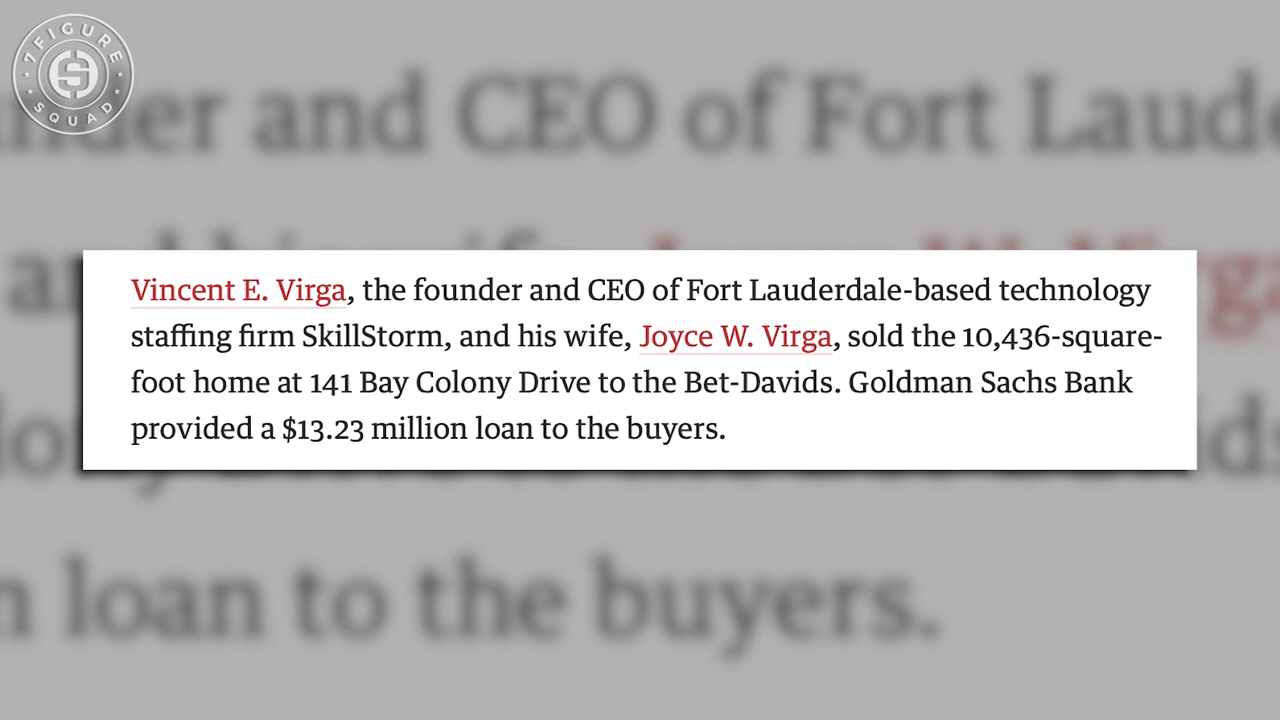 7FIGURE
SQUAD
Vincent E. Virga, the founder and CEO of Fort Lauderdale-based technology
staffing firm SkillStorm, and his wife, Joyce W. Virga, sold the 10,436-square-
foot home at 141 Bay Colony Drive to the Bet-Davids. Goldman Sachs Bank
provided a $13.23 million loan to the buyers.